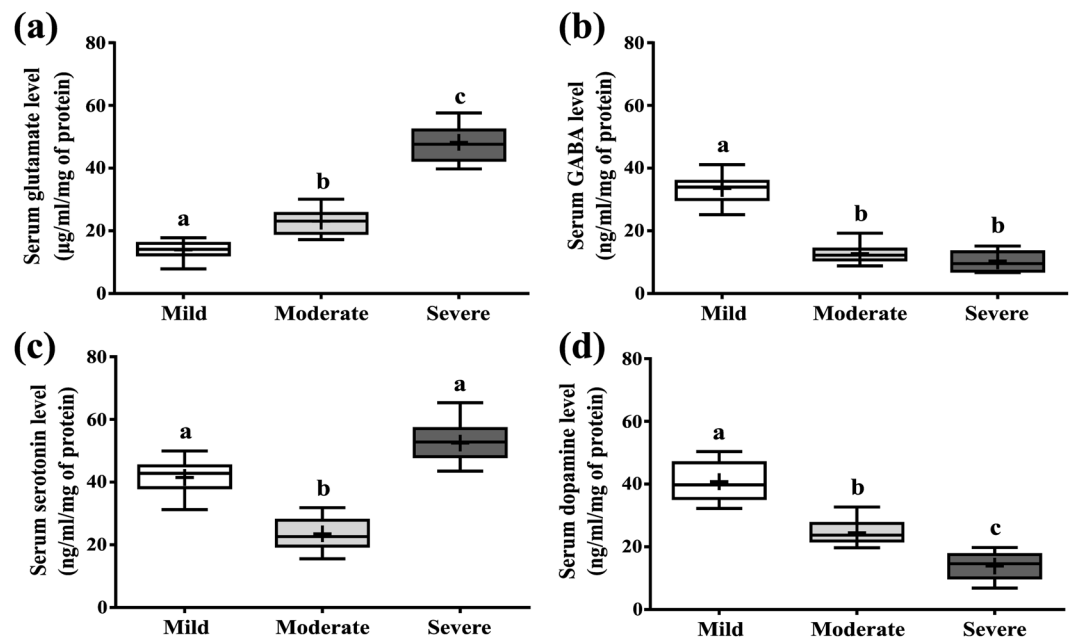 (a)
Serum glutamate level
(µg/ml/mg of protein)
80
60
40
20
0
a
b
c
Mild
Moderate
Severe
(b)
Serum GABA level
(ng/ml/mg of protein)
80
60
40
20
0
a
b
b
Mild
Moderate
Severe
(c)
Serum serotonin level
(ng/ml/mg of protein)
80
60
40
20
0
a
b
a
Mild
Moderate
Severe
(d)
Serum dopamine level
(ng/ml/mg of protein)
80
60
40
20
0
a
b
c
Mild
Moderate
Severe